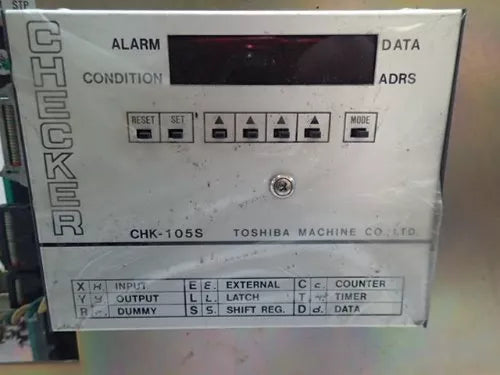 STP
CHECKER
ALARM DATA
CONDITION ADRS
RESET SET ▲ ▲ ▲ ▲ MODE
CHK-105S TOSHIBA MACHINE CO., LTD.
X INPUT E E. EXTERNAL C c. COUNTER
Y y OUTPUT L L. LATCH T TIMER
R DUMMY S S. SHIFT REG. D d. DATA